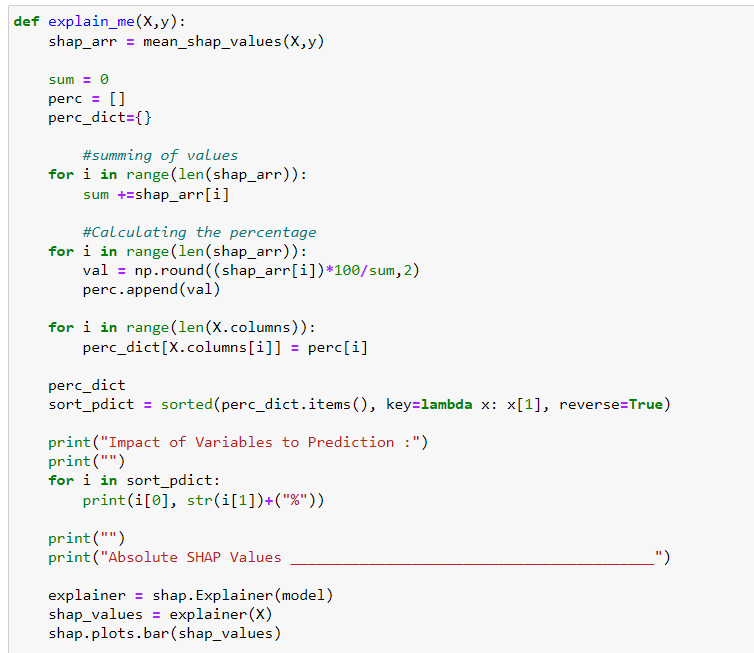 def explain_me(X,y):
    shap_arr = mean_shap_values(X,y)
    sum = 0
    perc = []
    perc_dict={}
        #summing of values
    for i in range(len(shap_arr)):
        sum +=shap_arr[i]
        #Calculating the percentage
    for i in range(len(shap_arr)):
        val = np.round((shap_arr[i])*100/sum,2)
        perc.append(val)
    for i in range(len(X.columns)):
        perc_dict[X.columns[i]] = perc[i]
    perc_dict
    sort_pdict = sorted(perc_dict.items(), key=lambda x: x[1], reverse=True)
    print("Impact of Variables to Prediction :")
    print("")
    for i in sort_pdict:
        print(i[0], str(i[1])+("%"))
    print("")
    print("Absolute SHAP Values __________________________________________")
    explainer = shap.Explainer(model)
    shap_values = explainer(X)
    shap.plots.bar(shap_values)